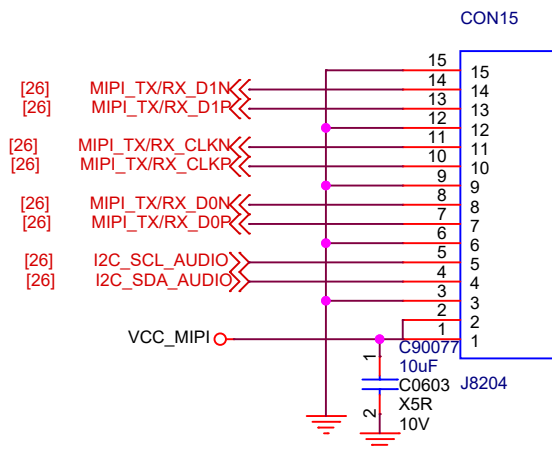 CON15
15 15
[26] MIPI_TX/RX_D1N 14 14
[26] MIPI_TX/RX_D1P 13 13
12 12
[26] MIPI_TX/RX_CLKN 11 11
[26] MIPI_TX/RX_CLKP 10 10
9 9
[26] MIPI_TX/RX_D0N 8 8
[26] MIPI_TX/RX_D0P 7 7
6 6
[26] I2C_SCL_AUDIO 5 5
[26] I2C_SDA_AUDIO 4 4
3 3
2 2
VCC_MIPI 1 1
C90077
1 10uF
C0603 J8204
X5R
2 10V